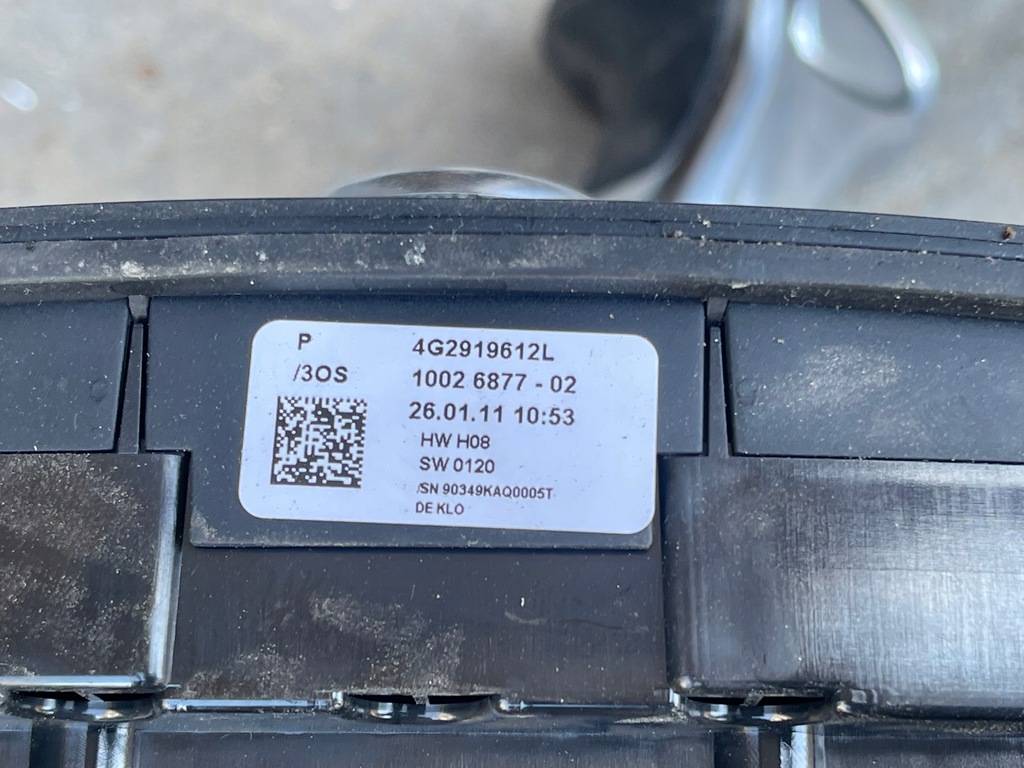 P 4G2919612L
/3OS 1002 6877 - 02
26.01.11 10:53
HW H08
SW 0120
/SN 90349KAQ0005T
DE KLO